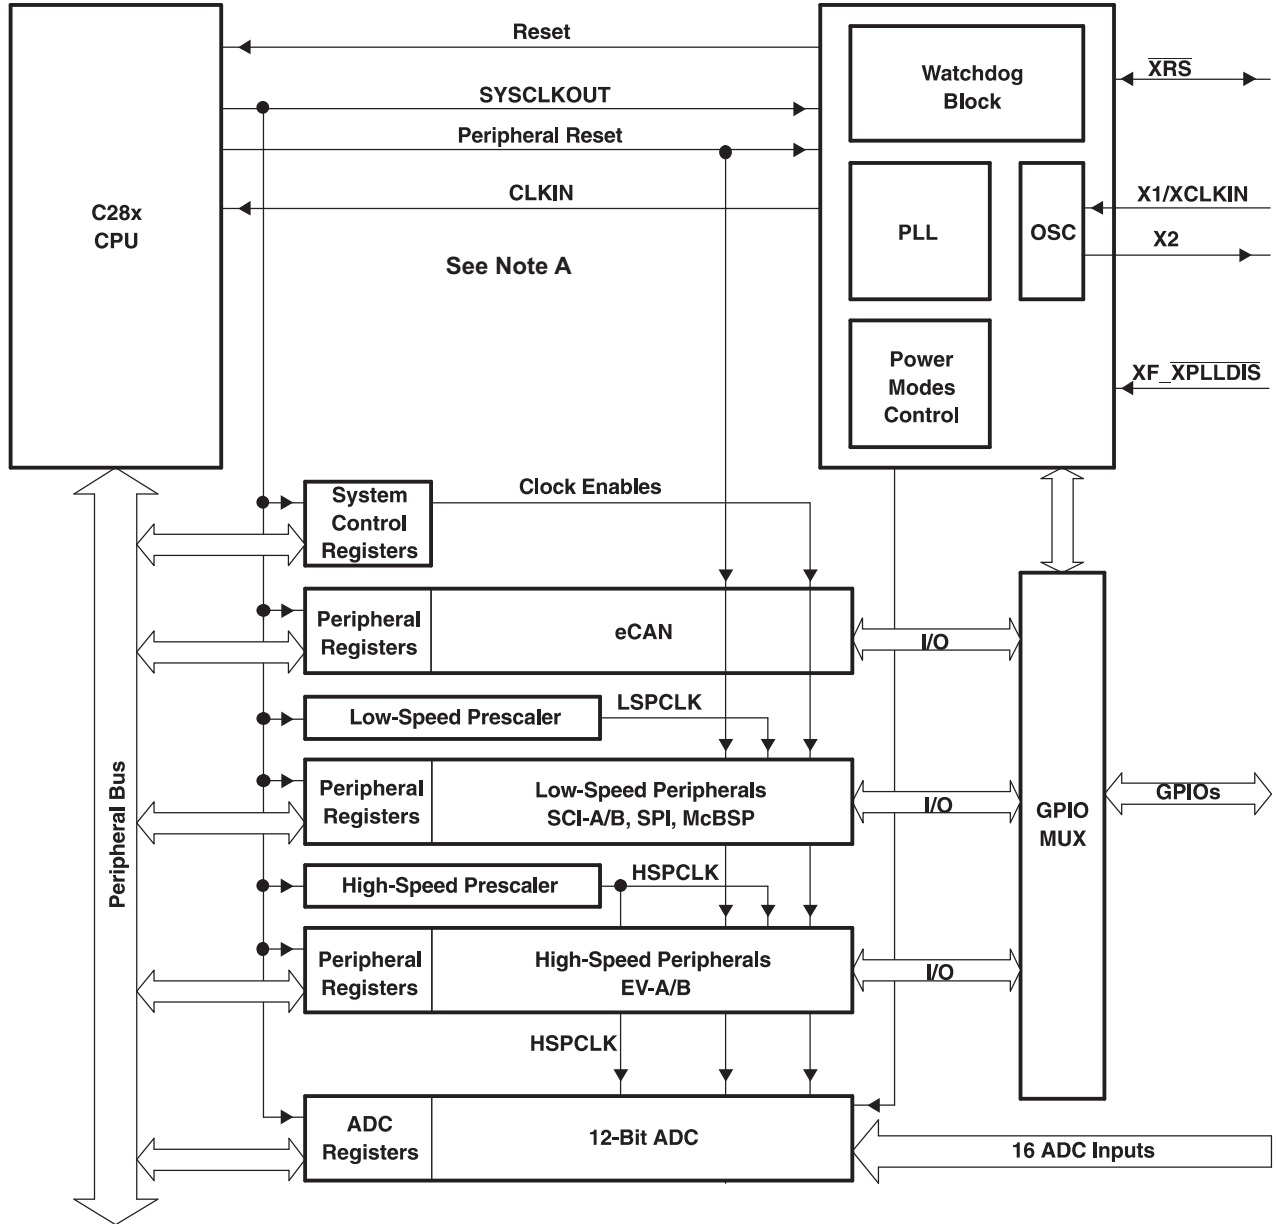 Reset
Watchdog
Block
XRS
SYSCLKOUT
Peripheral Reset
C28x
CPU
CLKIN
PLL
OSC
X1/XCLKIN
X2
See Note A
Power
Modes
Control
XF_XPLLDIS
System
Control
Registers
Clock Enables
Peripheral
Registers
eCAN
I/O
Low-Speed Prescaler
LSPCLK
Peripheral Bus
Peripheral
Registers
Low-Speed Peripherals
SCI-A/B, SPI, McBSP
I/O
GPIO
MUX
GPIOs
High-Speed Prescaler
HSPCLK
Peripheral
Registers
High-Speed Peripherals
EV-A/B
I/O
HSPCLK
ADC
Registers
12-Bit ADC
16 ADC Inputs